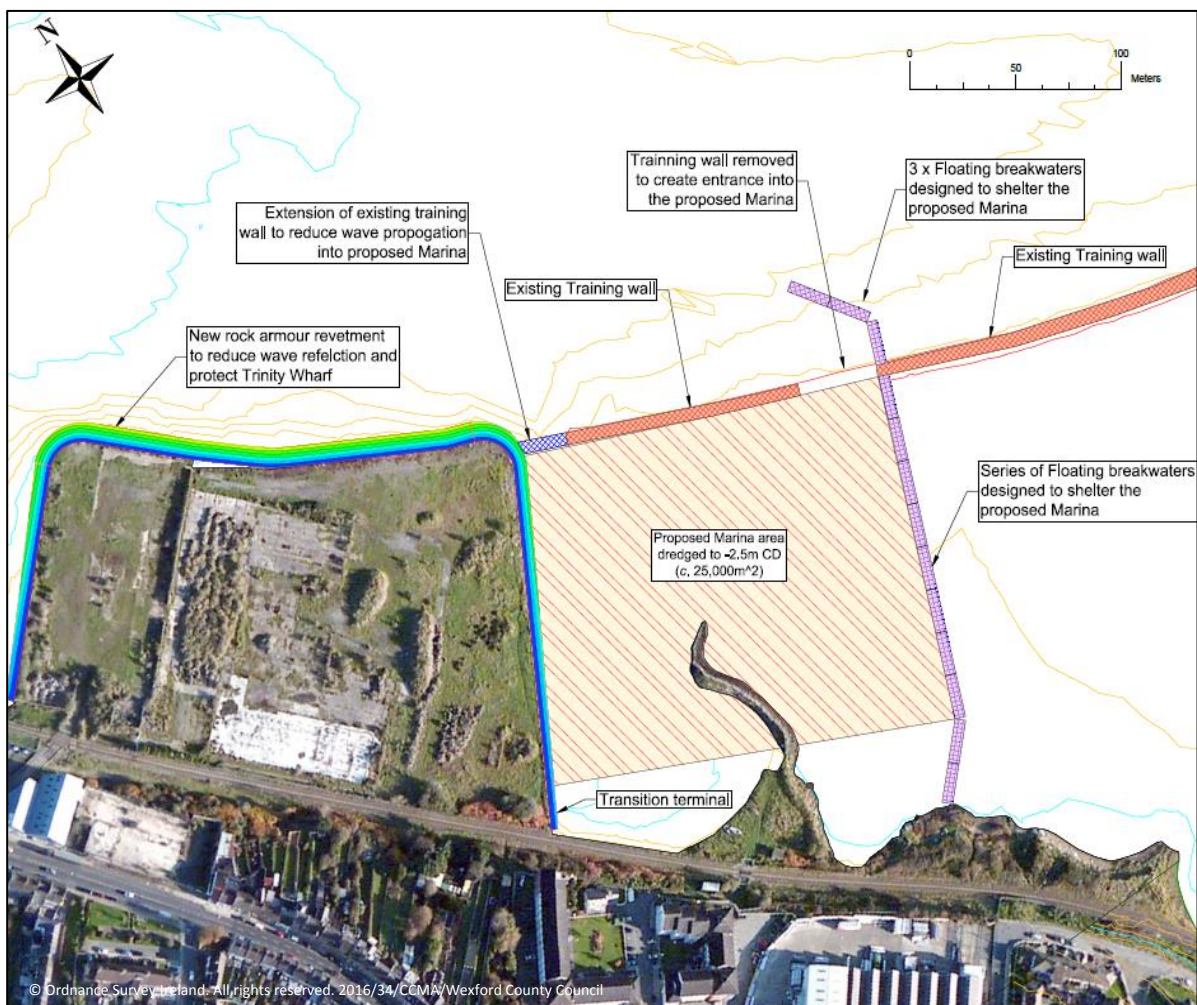 N
0
100
50
Meters
Trainning wall removed
to create entrance into
the proposed Marina
3 x Floating breakwaters
designed to shelter the
proposed Marina
Extension of existing training
wall to reduce wave propogation
into proposed Marina
Existing Training wall
Existing Training wall
New rock armour revetment
to reduce wave refelction and
protect Trinity Wharf
Series of Floating breakwaters
designed to shelter the
proposed Marina
Proposed Marina area
dredged to -2.5m CD
(c, 25,000m^2)
Transition terminal
© Ordnance Survey Ireland. All rights reserved. 2016/34/CCMA/Wexford County Council